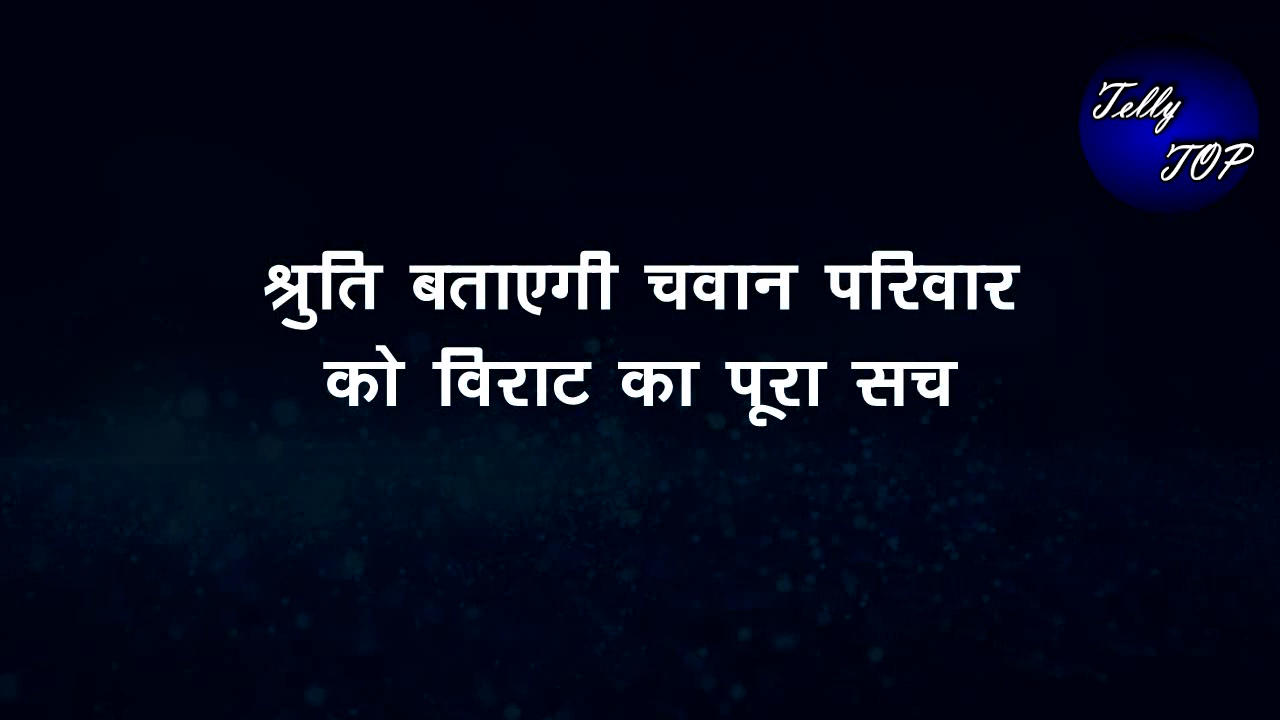 Telly
TOP
श्रुति बताएगी चवान परिवार
को विराट का पूरा सच